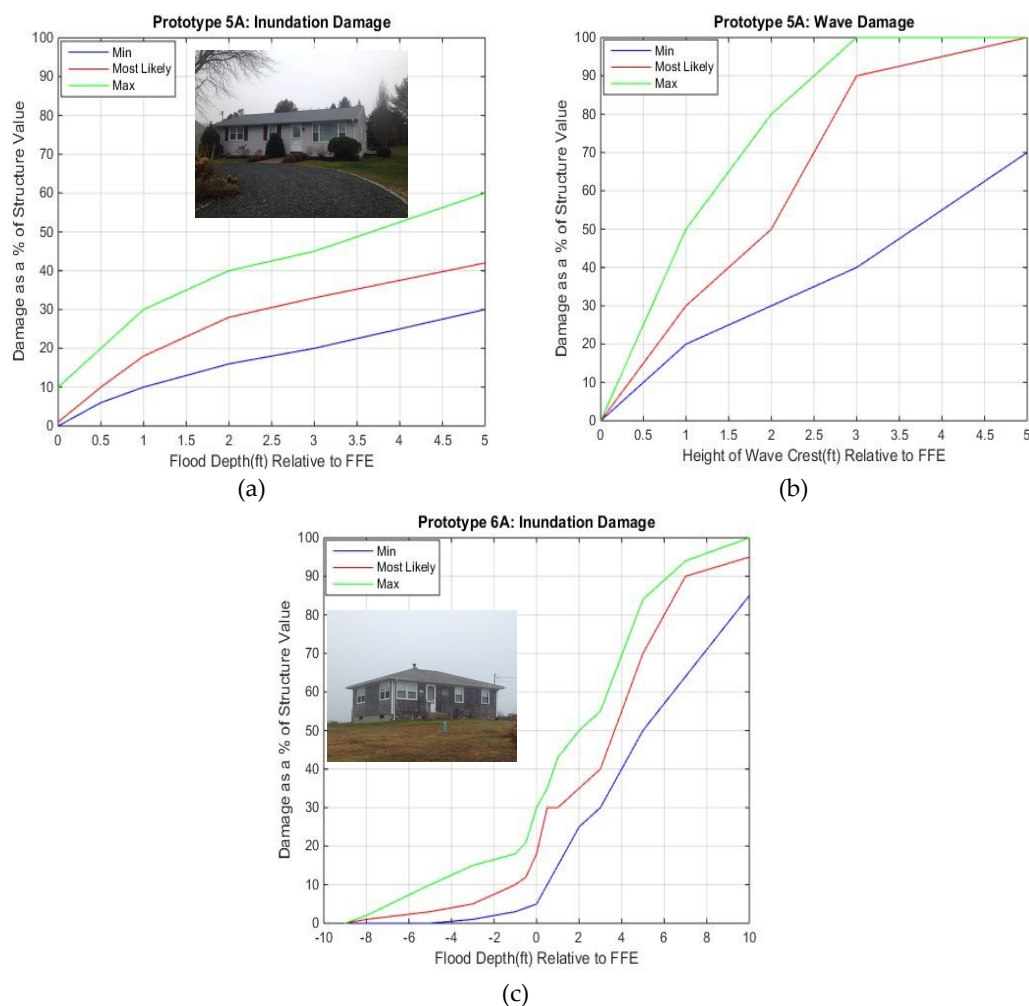 Prototype 5A: Inundation Damage
Damage as a % of Structure Value
100
90
80
70
60
50
40
30
20
10
0
Min
Most Likely
Max
0 0.5 1 1.5 2 2.5 3 3.5 4 4.5 5
Flood Depth(ft) Relative to FFE
(a)
Prototype 5A: Wave Damage
Damage as a % of Structure Value
100
90
80
70
60
50
40
30
20
10
0
Min
Most Likely
Max
0 0.5 1 1.5 2 2.5 3 3.5 4 4.5 5
Height of Wave Crest(ft) Relative to FFE
(b)
Prototype 6A: Inundation Damage
Damage as a % of Structure Value
100
90
80
70
60
50
40
30
20
10
0
Min
Most Likely
Max
-10 -8 -6 -4 -2 0 2 4 6 8 10
Flood Depth(ft) Relative to FFE
(c)